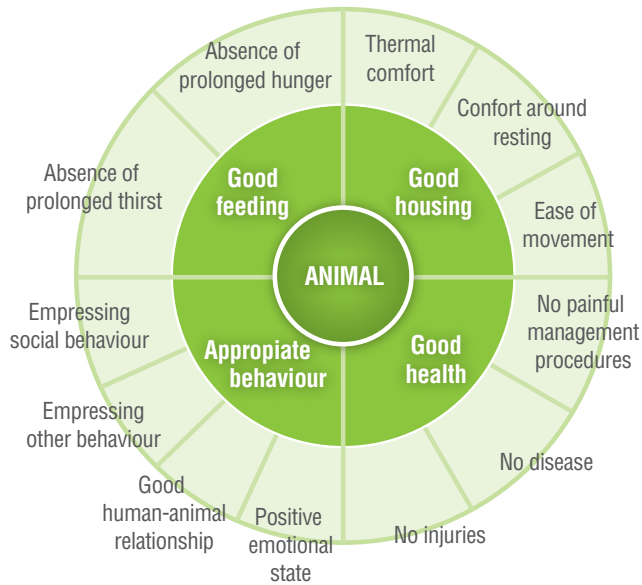 Absence of
prolonged hunger
Thermal
comfort
Confort around
resting
Absence of
prolonged thirst
Good
feeding
Good
housing
Ease of
movement
ANIMAL
Empressing
social behaviour
Appropiate
behaviour
Good
health
No painful
management
procedures
Empressing
other behaviour
No disease
Good
human-animal
relationship
Positive
emotional
state
No injuries